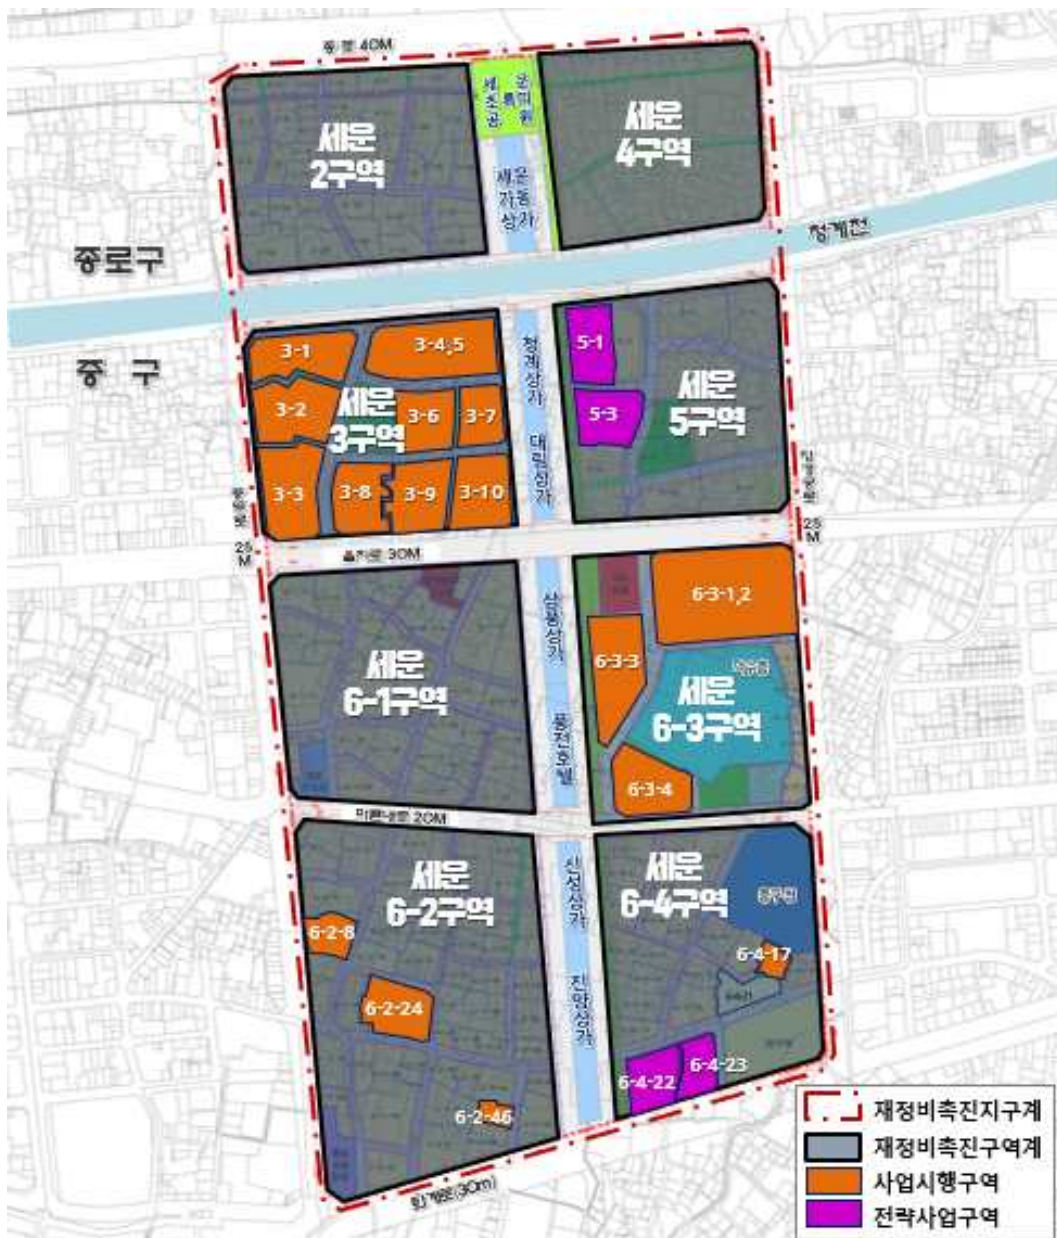 종로 40M
세운
2구역
세운
4구역
세운
가동
상가
청계천
종로구
중 구
3-1
3-4,5
청계상가
5-1
3-2
세운
3구역
3-6
3-7
5-3
세운
5구역
대림상가
3-3
3-8
3-9
3-10
25
M
25
M
을지로 30M
삼풍상가
6-3-1,2
6-3-3
세운
6-1구역
세운
6-3구역
풍전호텔
6-3-4
마른내로 20M
세운
6-2구역
신성상가
세운
6-4구역
6-2-8
6-4-17
6-2-24
진양상가
6-4-22
6-4-23
6-2-46
퇴계로(30m)
재정비촉진지구계
재정비촉진구역계
사업시행구역
전략사업구역